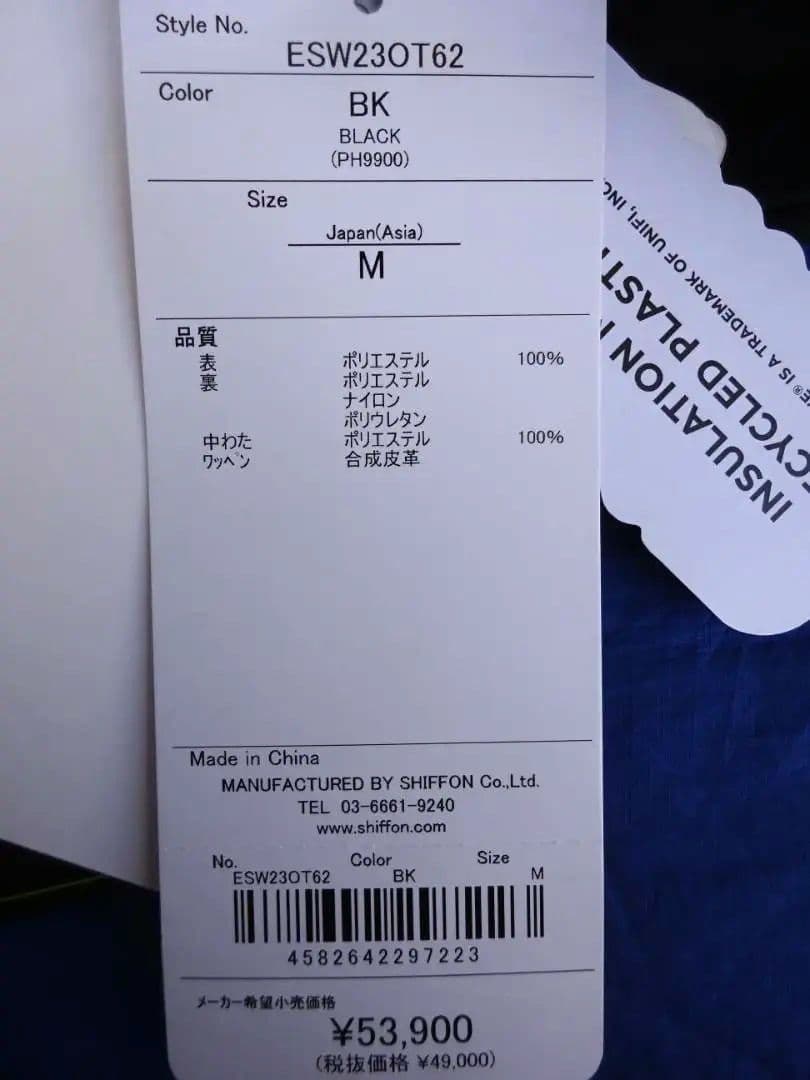 Style No.
ESW23OT62
Color
BK
BLACK
(PH9900)
Size
Japan(Asia)
M
品質
表 ポリエステル 100%
裏 ポリエステル
ナイロン
ポリウレタン
中わた ポリエステル 100%
ワッペン 合成皮革
Made in China
MANUFACTURED BY SHIFFON Co.,Ltd.
TEL 03-6661-9240
www.shiffon.com
No. Color Size
ESW23OT62 BK M
4582642297223
メーカー希望小売価格
¥53,900
(税抜価格 ¥49,000)
INSULATION
® IS A TRADEMARK OF UNIFI, INC